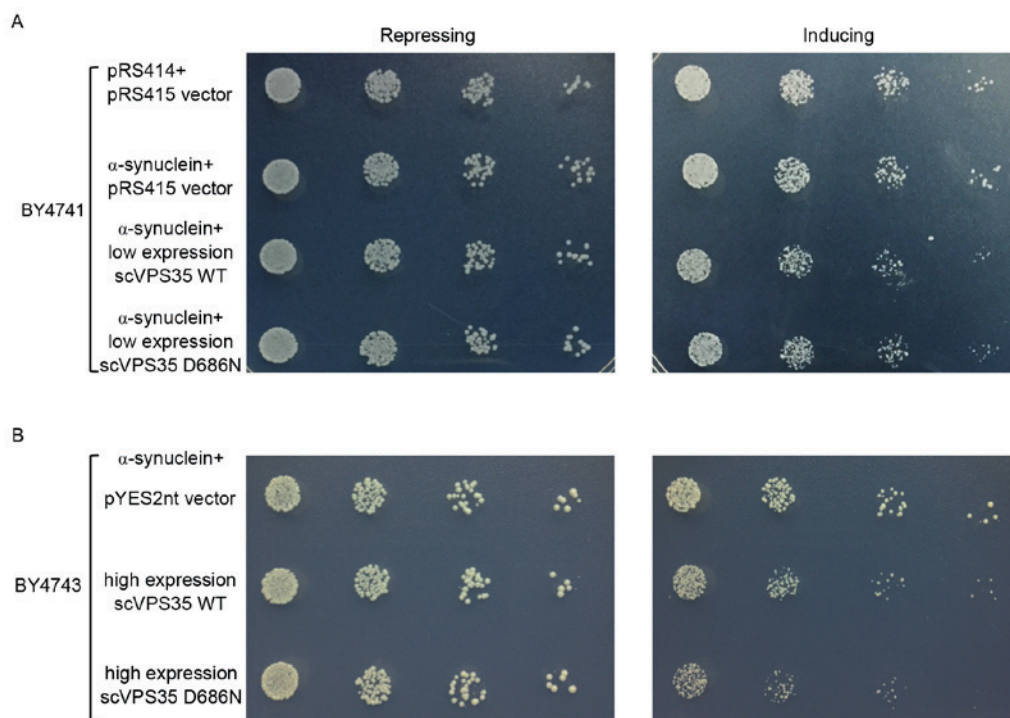 A
Repressing
Inducing
pRS414+
pRS415 vector
α-synuclein+
pRS415 vector
BY4741
α-synuclein+
low expression
scVPS35 WT
α-synuclein+
low expression
scVPS35 D686N
B
α-synuclein+
pYES2nt vector
BY4743
high expression
scVPS35 WT
high expression
scVPS35 D686N